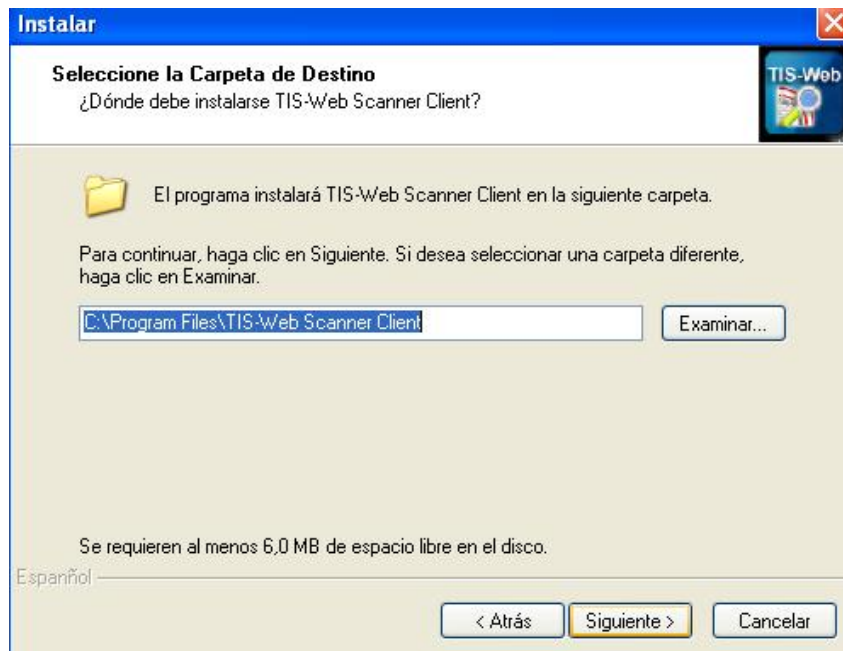 Instalar
Seleccione la Carpeta de Destino
¿Dónde debe instalarse TIS-Web Scanner Client?
TIS-Web
El programa instalará TIS-Web Scanner Client en la siguiente carpeta.
Para continuar, haga clic en Siguiente. Si desea seleccionar una carpeta diferente,
haga clic en Examinar.
C:\Program Files\TIS-Web Scanner Client
Examinar...
Se requieren al menos 6,0 MB de espacio libre en el disco.
Espanñol
< Atrás
Siguiente >
Cancelar